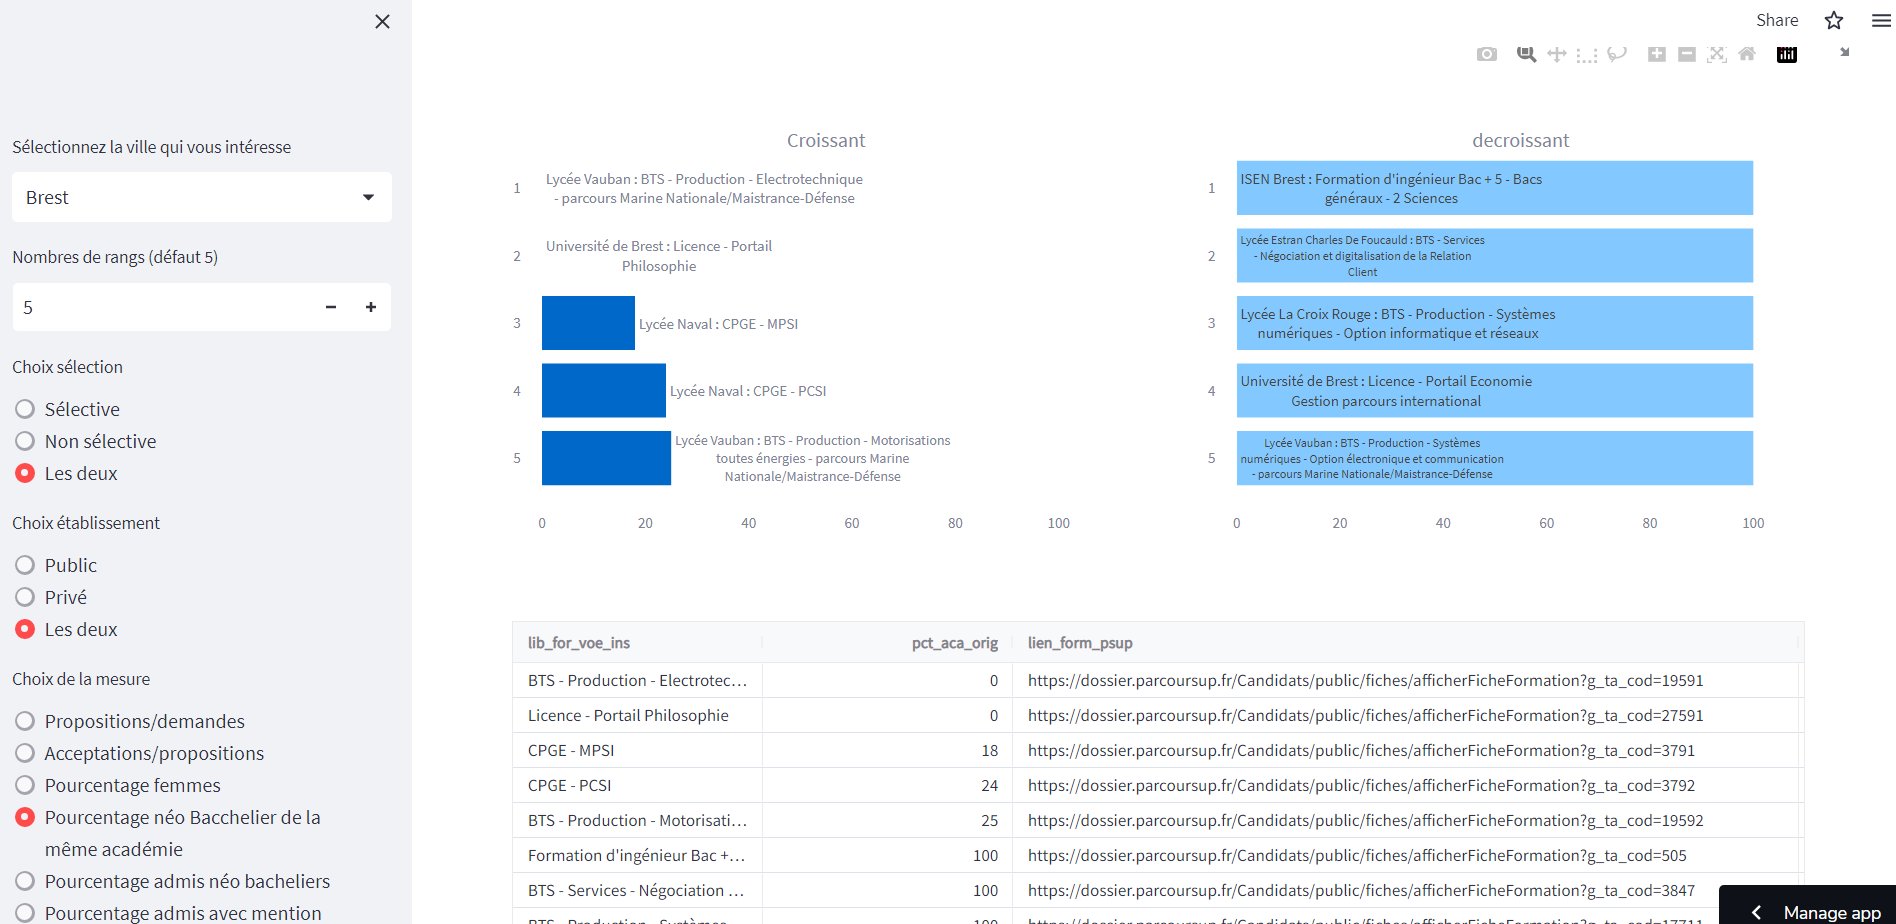 Share
Sélectionnez la ville qui vous intéresse
Brest
Nombres de rangs (défaut 5)
5
Choix sélection
Sélective
Non sélective
Les deux
Choix établissement
Public
Privé
Les deux
Choix de la mesure
Propositions/demandes
Acceptations/propositions
Pourcentage femmes
Pourcentage néo Bacchelier de la
même académie
Pourcentage admis néo bacheliers
Pourcentage admis avec mention
Croissant
1
Lycée Vauban : BTS - Production - Electrotechnique
- parcours Marine Nationale/Maistrance-Défense
2
Université de Brest : Licence - Portail
Philosophie
3
Lycée Naval : CPGE - MPSI
4
Lycée Naval : CPGE - PCSI
5
Lycée Vauban : BTS - Production - Motorisations
toutes énergies - parcours Marine
Nationale/Maistrance-Défense
0 20 40 60 80 100
decroissant
1
ISEN Brest : Formation d'ingénieur Bac + 5 - Bacs
généraux - 2 Sciences
2
Lycée Estran Charles De Foucauld : BTS - Services
- Négociation et digitalisation de la Relation
Client
3
Lycée La Croix Rouge : BTS - Production - Systèmes
numériques - Option informatique et réseaux
4
Université de Brest : Licence - Portail Economie
Gestion parcours international
5
Lycée Vauban : BTS - Production - Systèmes
numériques - Option électronique et communication
- parcours Marine Nationale/Maistrance-Défense
0 20 40 60 80 100
lib_for_voe_ins pct_aca_orig lien_form_psup
BTS - Production - Electrotec… 0 https://dossier.parcoursup.fr/Candidats/public/fiches/afficherFicheFormation?g_ta_cod=19591
Licence - Portail Philosophie 0 https://dossier.parcoursup.fr/Candidats/public/fiches/afficherFicheFormation?g_ta_cod=27591
CPGE - MPSI 18 https://dossier.parcoursup.fr/Candidats/public/fiches/afficherFicheFormation?g_ta_cod=3791
CPGE - PCSI 24 https://dossier.parcoursup.fr/Candidats/public/fiches/afficherFicheFormation?g_ta_cod=3792
BTS - Production - Motorisati… 25 https://dossier.parcoursup.fr/Candidats/public/fiches/afficherFicheFormation?g_ta_cod=19592
Formation d'ingénieur Bac +… 100 https://dossier.parcoursup.fr/Candidats/public/fiches/afficherFicheFormation?g_ta_cod=505
BTS - Services - Négociation … 100 https://dossier.parcoursup.fr/Candidats/public/fiches/afficherFicheFormation?g_ta_cod=3847
Manage app